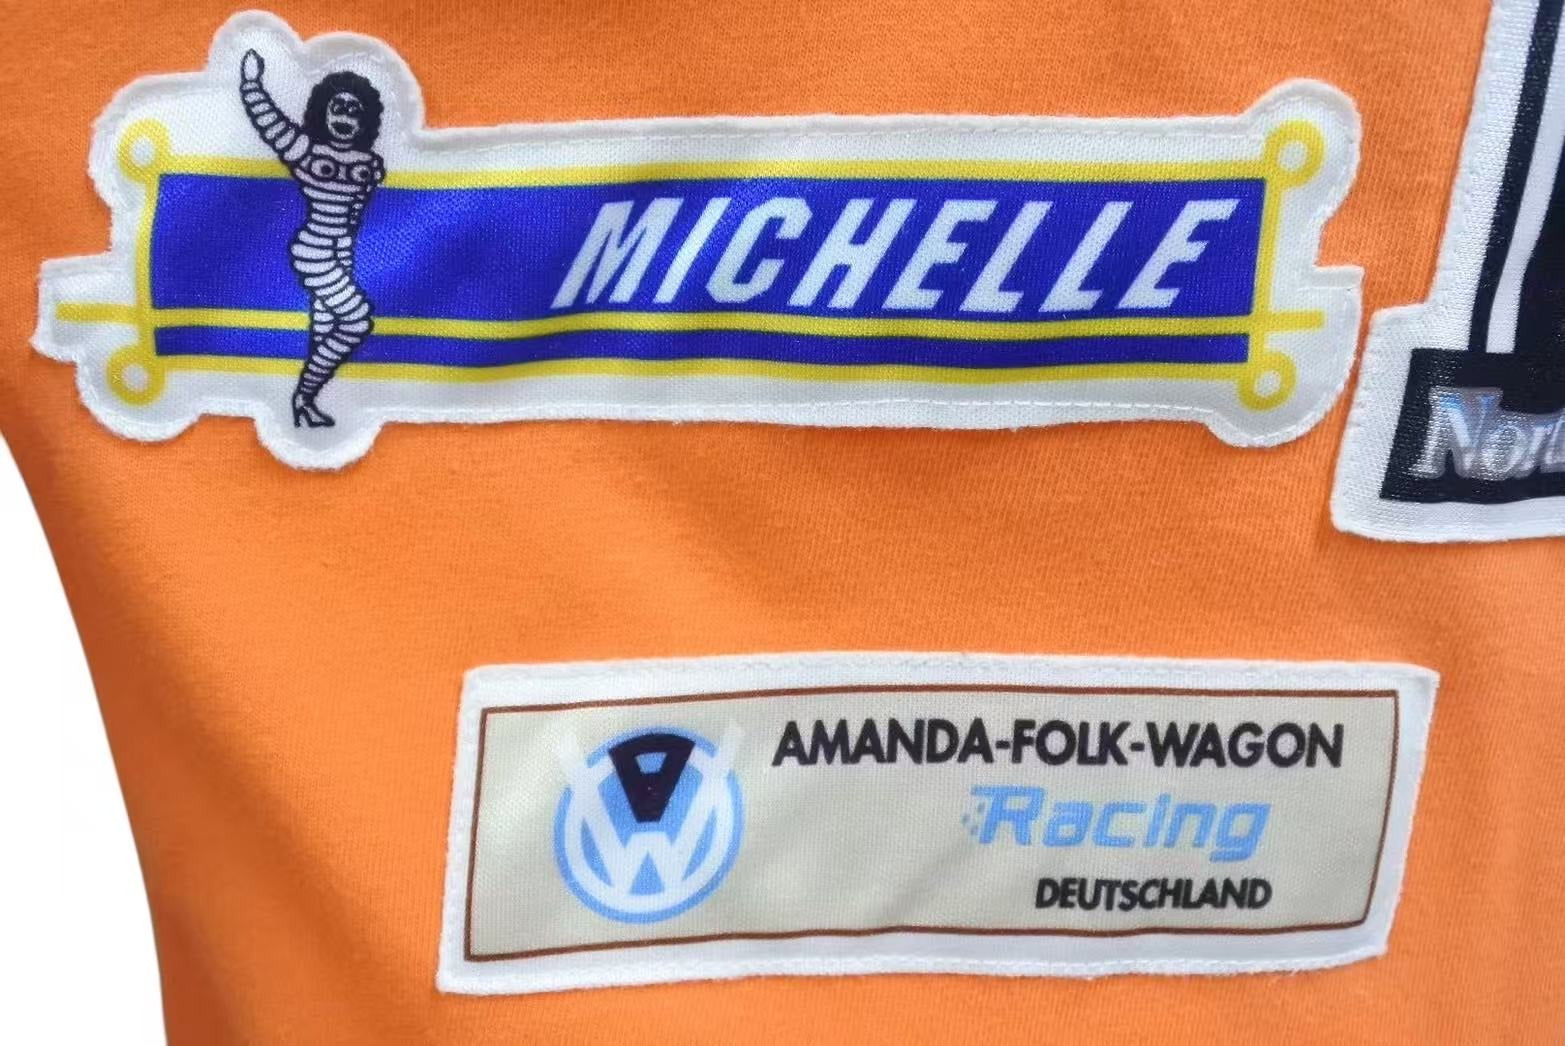 MICHELLE
AMANDA-FOLK-WAGON
Racing
DEUTSCHLAND